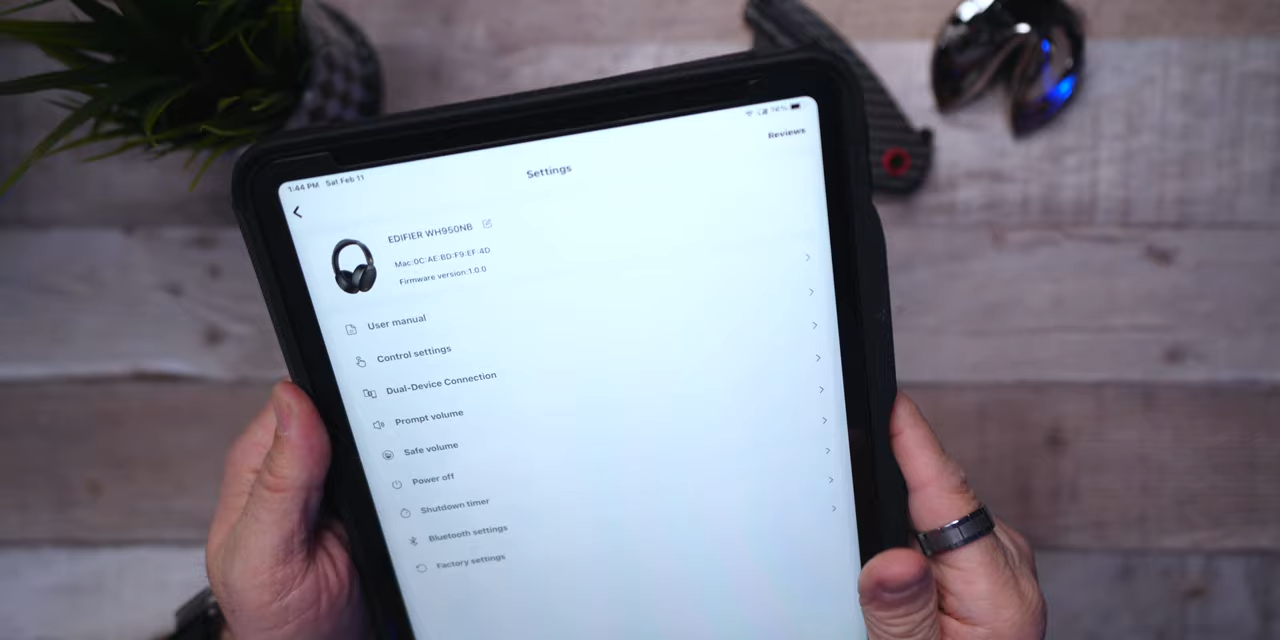 1:44 PM Sat Feb 11
76%
Reviews
Settings
EDIFIER WH950NB
Mac:0C:AE:BD:F9:EF:4D
Firmware version:1.0.0
User manual
Control settings
Dual-Device Connection
Prompt volume
Safe volume
Power off
Shutdown timer
Bluetooth settings
Factory settings